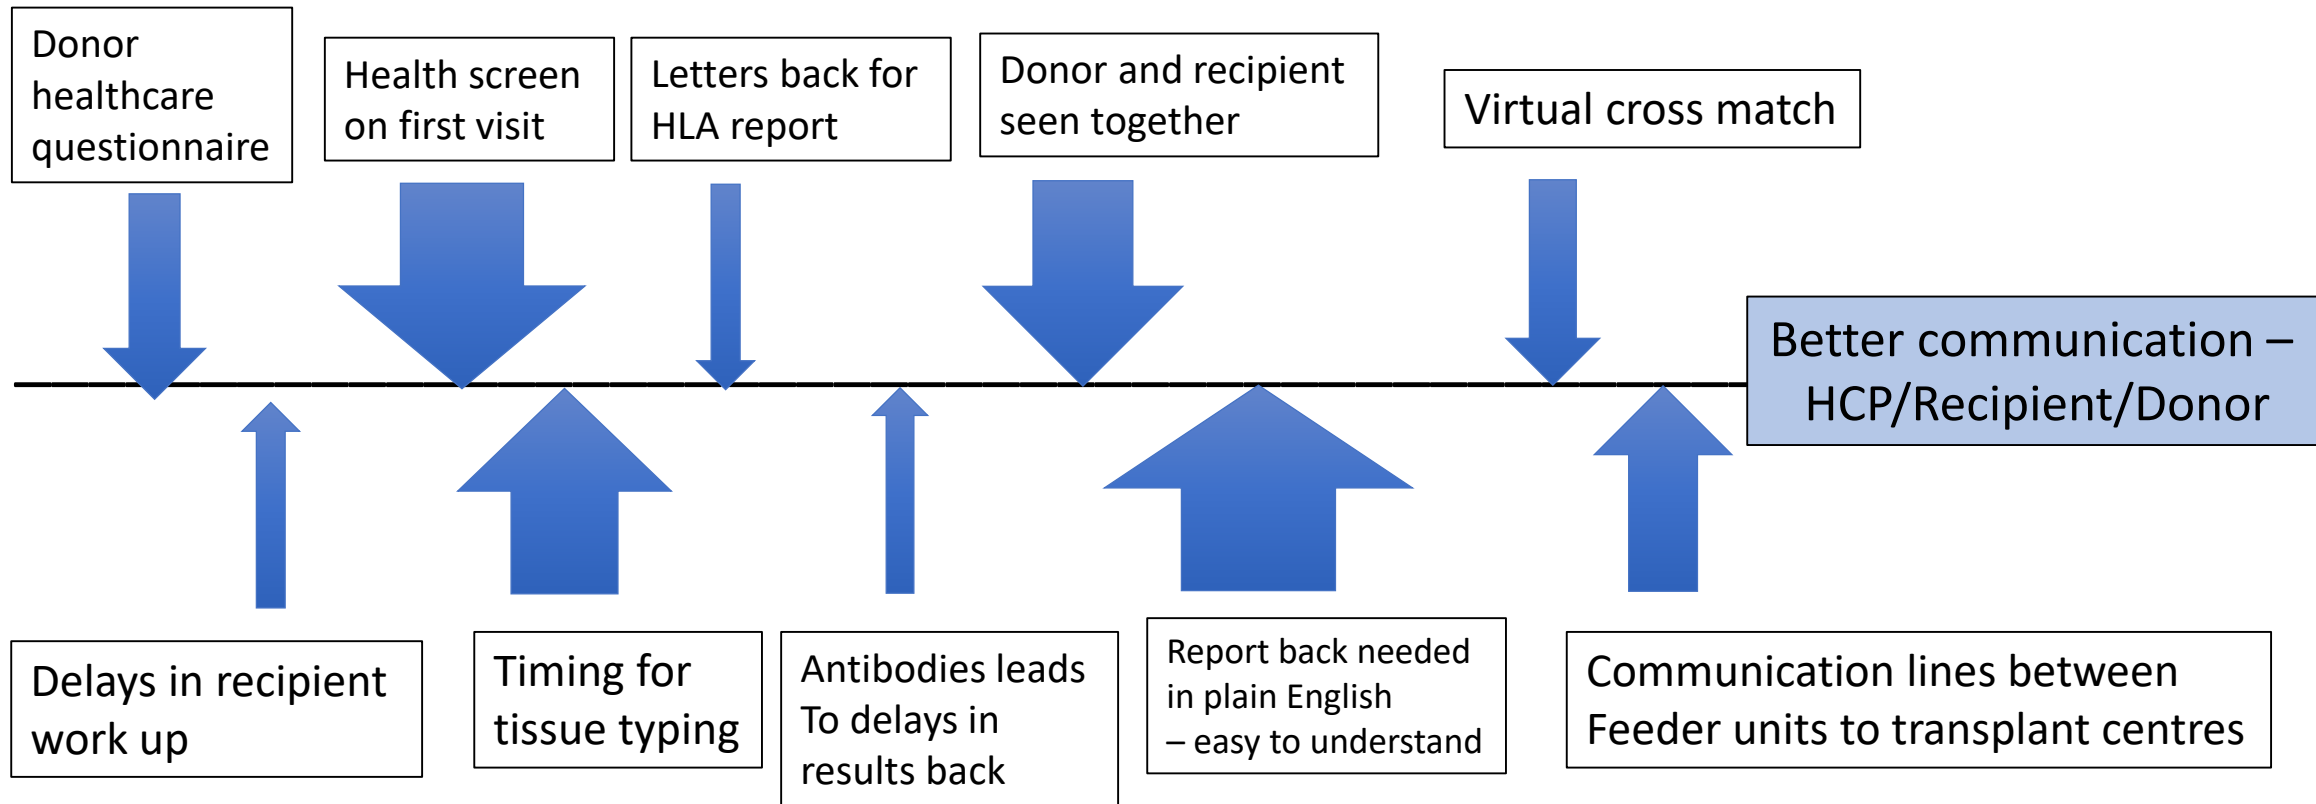 Donor
healthcare
questionnaire
Health screen
on first visit
Letters back for
HLA report
Donor and recipient
seen together
Virtual cross match
Better communication –
HCP/Recipient/Donor
Delays in recipient
work up
Timing for
tissue typing
Antibodies leads
To delays in
results back
Report back needed
in plain English
– easy to understand
Communication lines between
Feeder units to transplant centres